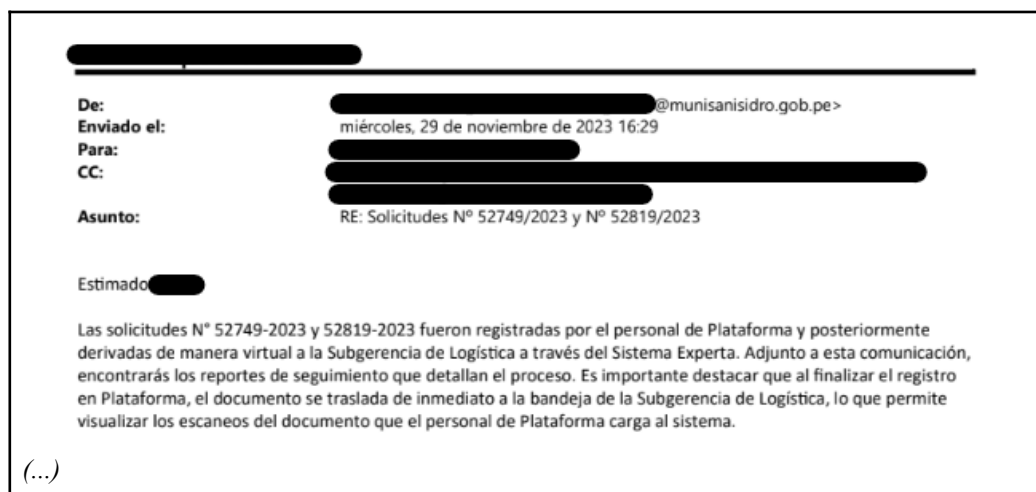 De: @munisanisidro.gob.pe>
Enviado el: miércoles, 29 de noviembre de 2023 16:29
Para:
CC:
Asunto: RE: Solicitudes Nº 52749/2023 y Nº 52819/2023
Estimado
Las solicitudes N° 52749-2023 y 52819-2023 fueron registradas por el personal de Plataforma y posteriormente
derivadas de manera virtual a la Subgerencia de Logística a través del Sistema Experta. Adjunto a esta comunicación,
encontrarás los reportes de seguimiento que detallan el proceso. Es importante destacar que al finalizar el registro
en Plataforma, el documento se traslada de inmediato a la bandeja de la Subgerencia de Logística, lo que permite
visualizar los escaneos del documento que el personal de Plataforma carga al sistema.
(...)